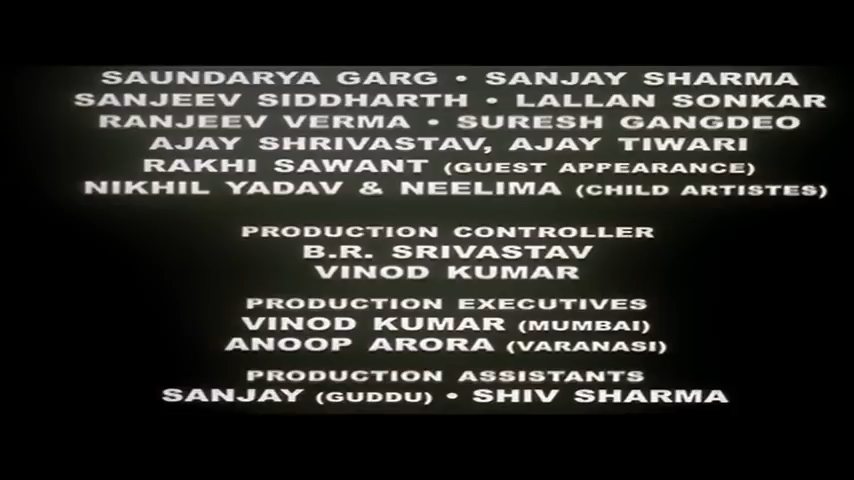 SAUNDARYA GARG • SANJAY SHARMA
SANJEEV SIDDHARTH • LALLAN SONKAR
RANJEEV VERMA • SURESH GANGDEO
AJAY SHRIVASTAV, AJAY TIWARI
RAKHI SAWANT (GUEST APPEARANCE)
NIKHIL YADAV & NEELIMA (CHILD ARTISTES)
PRODUCTION CONTROLLER
B.R. SRIVASTAV
VINOD KUMAR
PRODUCTION EXECUTIVES
VINOD KUMAR (MUMBAI)
ANOOP ARORA (VARANASI)
PRODUCTION ASSISTANTS
SANJAY (GUDDU) • SHIV SHARMA